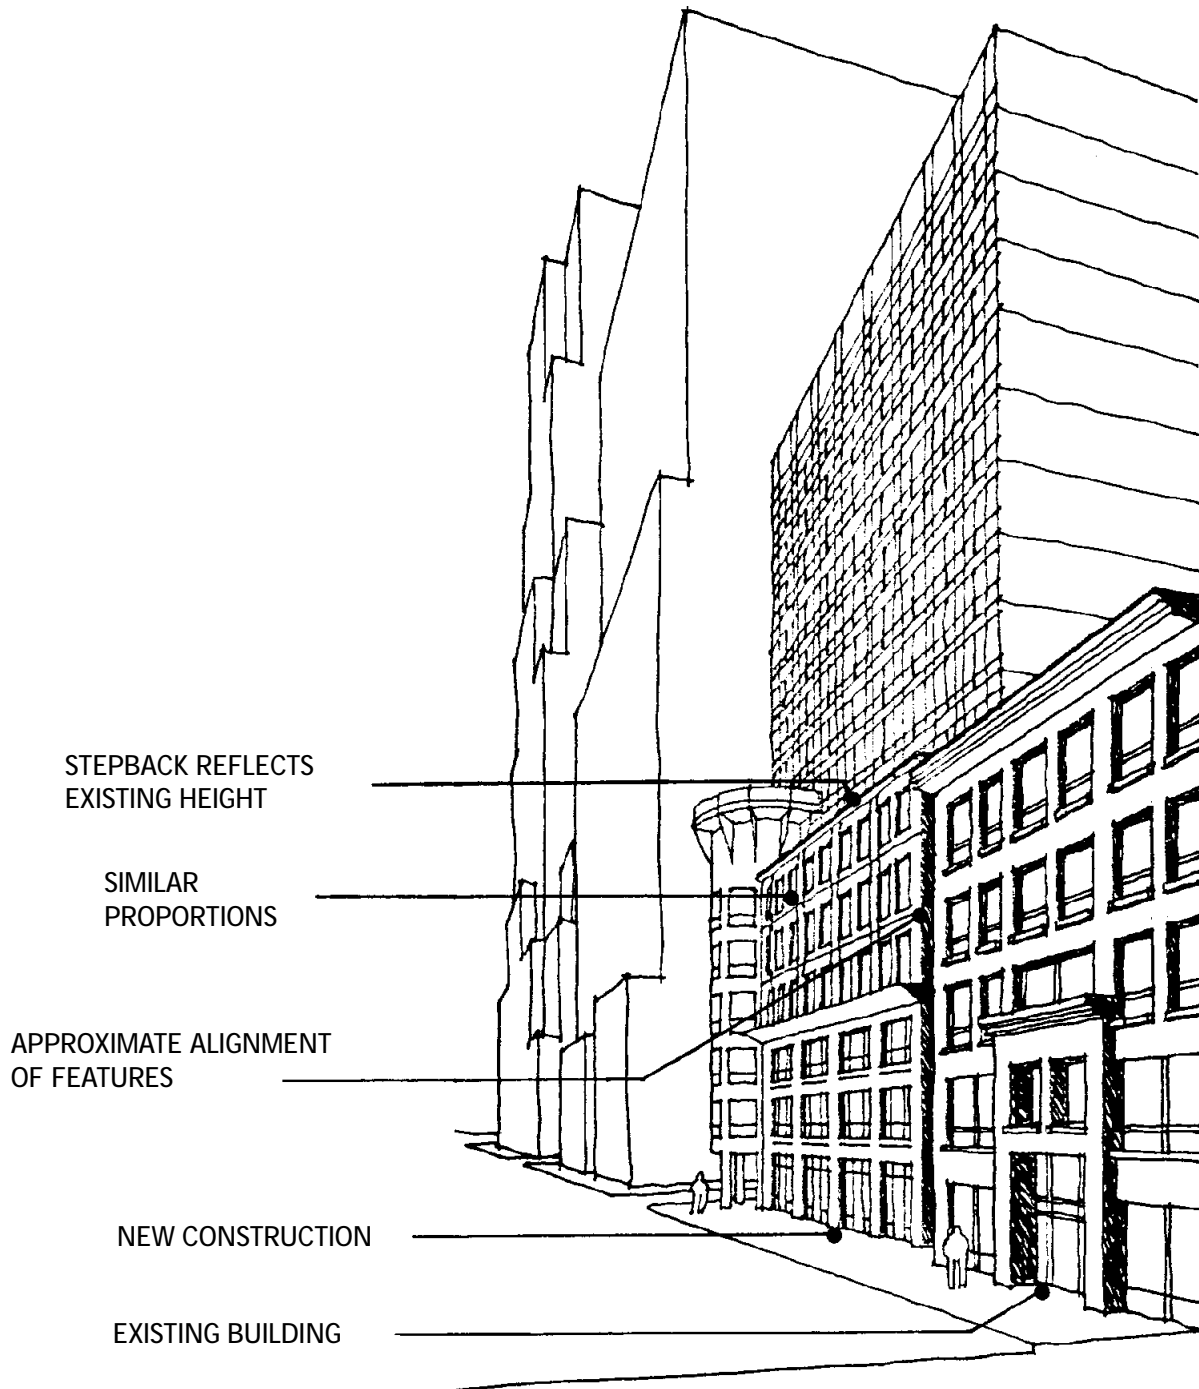 STEPBACK REFLECTS
EXISTING HEIGHT
SIMILAR
PROPORTIONS
APPROXIMATE ALIGNMENT
OF FEATURES
NEW CONSTRUCTION
EXISTING BUILDING